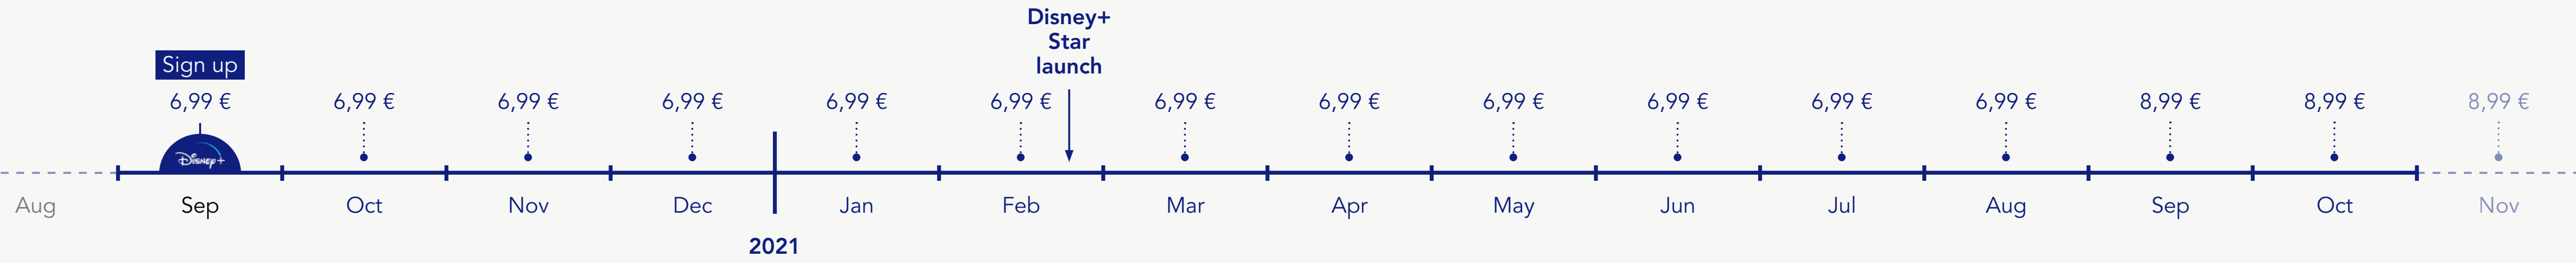 Disney+
Star
launch
Sign up
6,99 € 6,99 € 6,99 € 6,99 € 6,99 € 6,99 € 6,99 € 6,99 € 6,99 € 6,99 € 6,99 € 6,99 € 8,99 € 8,99 € 8,99 €
Disney+
Aug Sep Oct Nov Dec Jan Feb Mar Apr May Jun Jul Aug Sep Oct Nov
2021